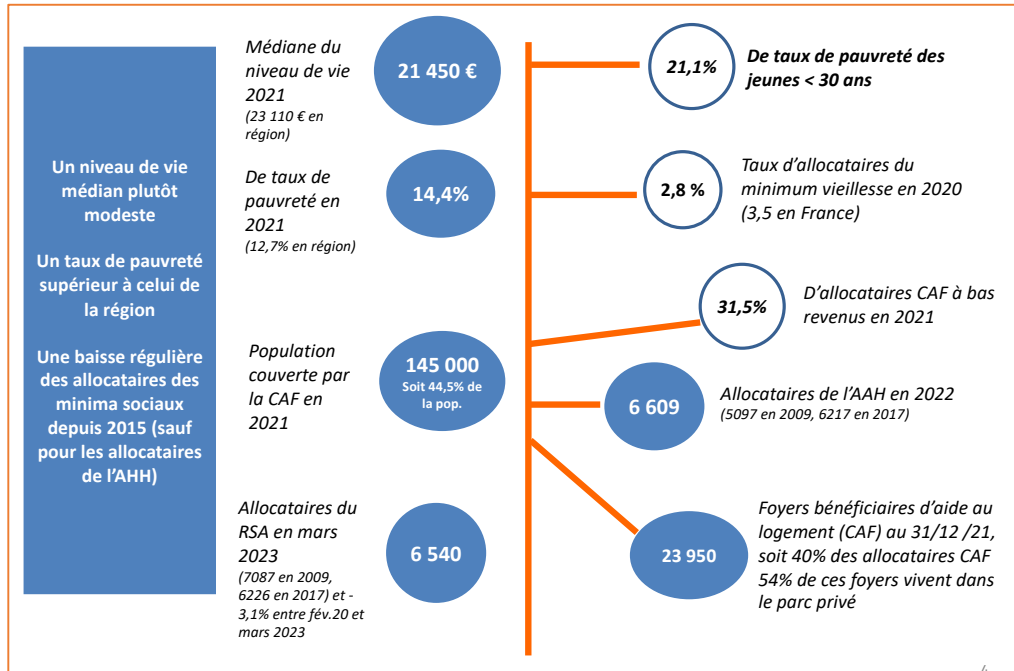 Un niveau de vie
médian plutôt
modeste
Un taux de pauvreté
supérieur à celui de
la région
Une baisse régulière
des allocataires des
minima sociaux
depuis 2015 (sauf
pour les allocataires
de l'AHH)
Médiane du
niveau de vie
2021
(23 110 € en
région)
21 450 €
De taux de
pauvreté en
2021
(12,7% en région)
14,4%
Population
couverte par
la CAF en
2021
145 000
Soit 44,5% de
la pop.
Allocataires du
RSA en mars
2023
(7087 en 2009,
6226 en 2017) et -
3,1% entre fév.20 et
mars 2023
6 540
21,1%
De taux de pauvreté des
jeunes < 30 ans
2,8 %
Taux d'allocataires du
minimum vieillesse en 2020
(3,5 en France)
31,5%
D'allocataires CAF à bas
revenus en 2021
6 609
Allocataires de l'AAH en 2022
(5097 en 2009, 6217 en 2017)
23 950
Foyers bénéficiaires d'aide au
logement (CAF) au 31/12 /21,
soit 40% des allocataires CAF
54% de ces foyers vivent dans
le parc privé